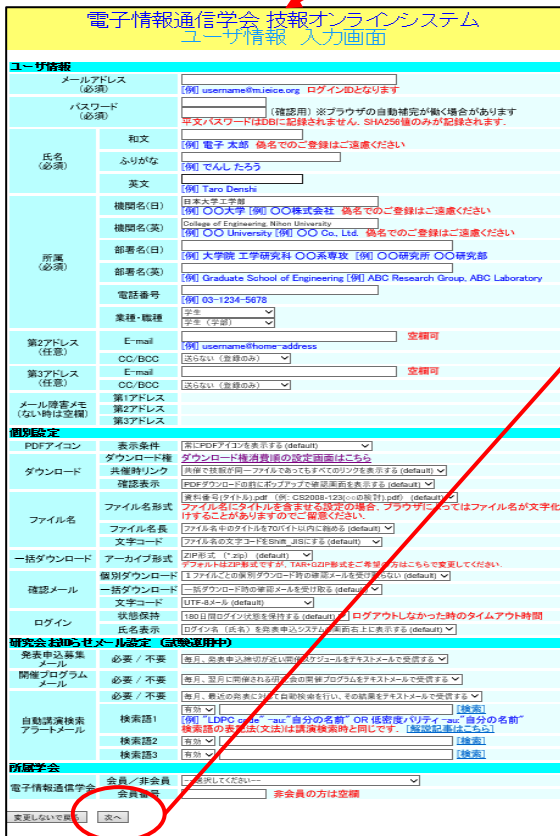 電子情報通信学会 技報オンラインシステム
ユーザ情報 入力画面
ユーザ情報
メールアドレス
(必須)
[例] username@m.ieice.org ログインIDとなります
パスワード
(必須)
(確認用) ※ブラウザの自動補完が働く場合があります
平文パスワードはDBに記録されません. SHA256値のみが記録されます.
氏名
(必須)
和文
[例] 電子 太郎 偽名でのご登録はご遠慮ください
ふりがな
[例] でんし たろう
英文
[例] Taro Denshi
所属
(必須)
機関名(日)
日本大学工学部
[例] 〇〇大学 [例] 〇〇株式会社 偽名でのご登録はご遠慮ください
機関名(英)
College of Engineering, Nihon University
[例] 〇〇 University [例] 〇〇 Co., Ltd. 偽名でのご登録はご遠慮ください
部署名(日)
[例] 大学院 工学研究科 〇〇系専攻 [例] 〇〇研究所 〇〇研究部
部署名(英)
[例] Graduate School of Engineering [例] ABC Research Group, ABC Laboratory
電話番号
[例] 03-1234-5678
業種・職種
学生
学生 (学部)
第2アドレス
(任意)
E-mail
空欄可
[例] username@home-address
CC/BCC
送らない (登録のみ)
第3アドレス
(任意)
E-mail
空欄可
CC/BCC
送らない (登録のみ)
メール障害メモ
(ない時は空欄)
第1アドレス
第2アドレス
第3アドレス
個別設定
PDFアイコン 表示条件 常にPDFアイコンを表示する (default)
ダウンロード
ダウンロード権 ダウンロード権消費順の設定画面はこちら
共催時リンク 共催で技報が同一ファイルであってもすべてのリンクを表示する (default)
確認表示 PDFダウンロードの前にポップアップで確認画面を表示する (default)
ファイル名
ファイル名形式
資料番号(タイトル).pdf (例: CS2008-123(○○の検討).pdf) (default)
ファイル名にタイトルを含ませる設定の場合, ブラウザによってはファイル名が文字化
けすることがありますのでご留意ください.
ファイル名長 ファイル名中のタイトルを70バイト以内に縮める (default)
文字コード ファイル名の文字コードをShift_JISにする (default)
一括ダウンロード アーカイブ形式
ZIP形式 (*.zip) (default)
デフォルトはZIP形式ですが, TAR+GZIP形式をご希望の方はこちらで変更してください.
確認メール
個別ダウンロード 1ファイルごとの個別ダウンロード時の確認メールを受け取らない (default)
一括ダウンロード 一括ダウンロード時の確認メールを受け取る (default)
文字コード UTF-8メール (default)
ログイン
状態保持 180日間ログイン状態を保持する (default) ログアウトしなかった時のタイムアウト時間
氏名表示 ログイン名 (氏名) を発表申込システムの画面右上に表示する (default)
研究会お知らせメール設定 (試験運用中)
発表申込募集
メール
必要 / 不要 毎月、発表申込締切が近い開催スケジュールをテキストメールで受信する
開催プログラム
メール
必要 / 不要 毎月、翌月に開催される研究会の開催プログラムをテキストメールで受信する
自動講演検索
アラートメール
必要 / 不要 毎月、最近の発表に対して自動検索を行い、その結果をテキストメールで受信する
検索語1
有効 [検索]
[例] "LDPC code" -au:"自分の名前" OR 低密度パリティ -au:"自分の名前"
検索語の表記法(文法)は講演検索時と同じです. [解説記事はこちら]
検索語2 有効 [検索]
検索語3 有効 [検索]
所属学会
電子情報通信学会
会員/非会員 --選択してください--
会員番号 非会員の方は空欄
変更しないで戻る 次へ